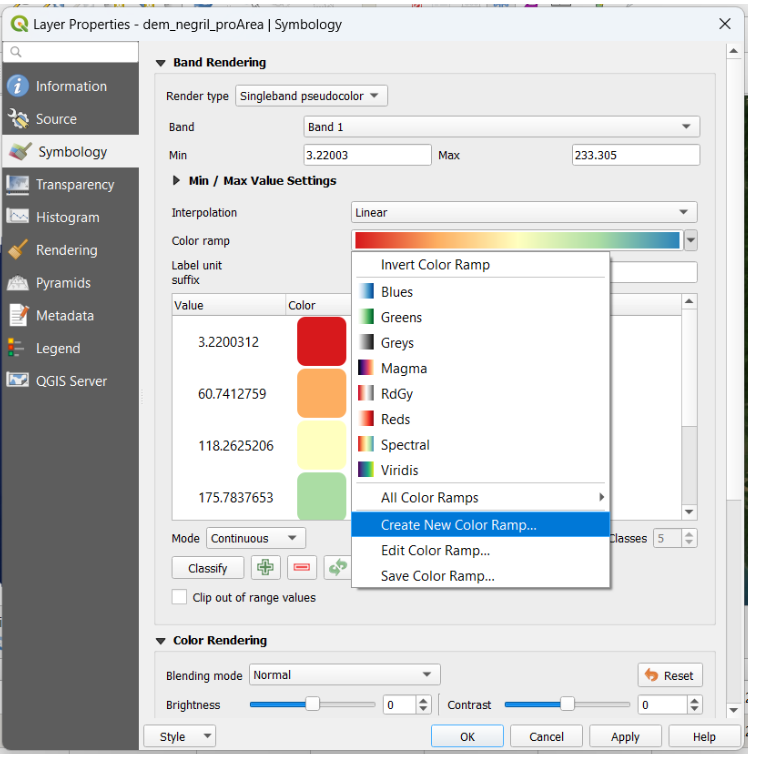 Layer Properties - dem_negril_proArea | Symbology
Information
Source
Symbology
Transparency
Histogram
Rendering
Pyramids
Metadata
Legend
QGIS Server
Band Rendering
Render type Singleband pseudocolor
Band Band 1
Min 3.22003 Max 233.305
Min / Max Value Settings
Interpolation Linear
Color ramp
Label unit
suffix
Value Color
3.2200312
60.7412759
118.2625206
175.7837653
Invert Color Ramp
Blues
Greens
Greys
Magma
RdGy
Reds
Spectral
Viridis
All Color Ramps
Create New Color Ramp...
Edit Color Ramp...
Save Color Ramp...
Mode Continuous Classes 5
Classify
Clip out of range values
Color Rendering
Blending mode Normal Reset
Brightness 0 Contrast 0
Style OK Cancel Apply Help